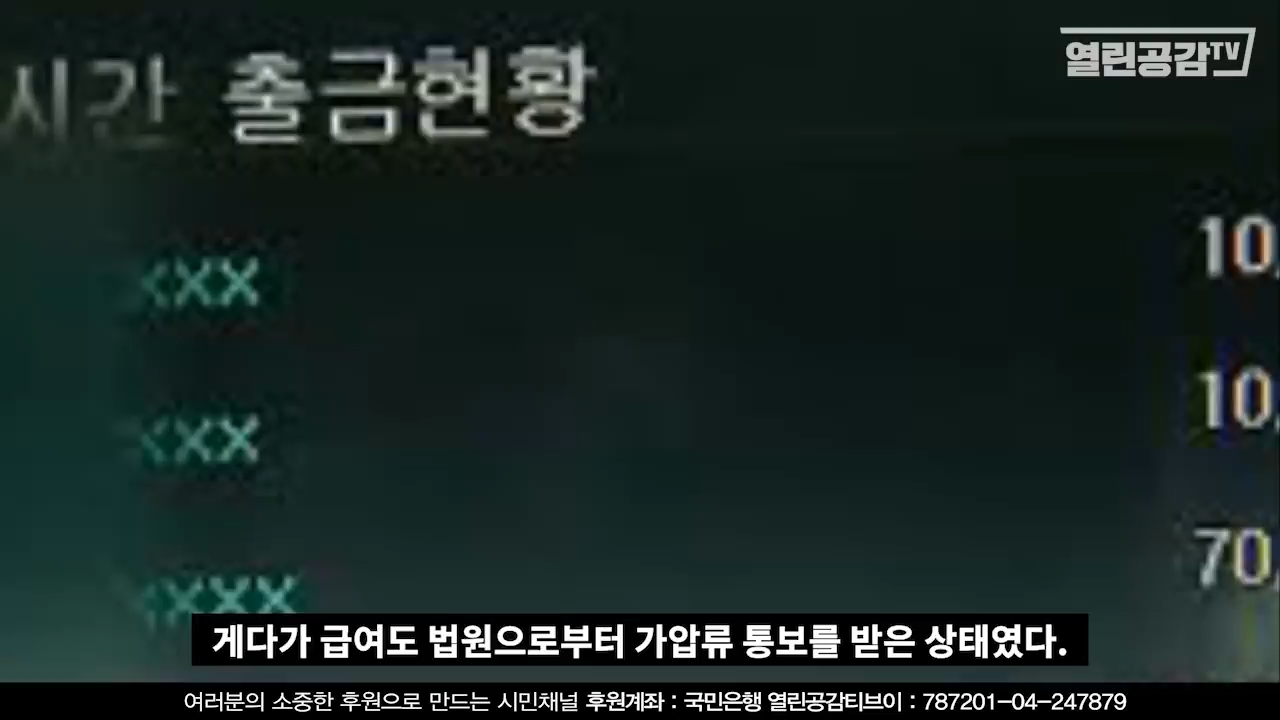 열린공감TV
시간 출금현황
xxx
10,
xxx
10,
xxxx
70,
게다가 급여도 법원으로부터 가압류 통보를 받은 상태였다.
여러분의 소중한 후원으로 만드는 시민채널 후원계좌 : 국민은행 열린공감티브이 : 787201-04-247879